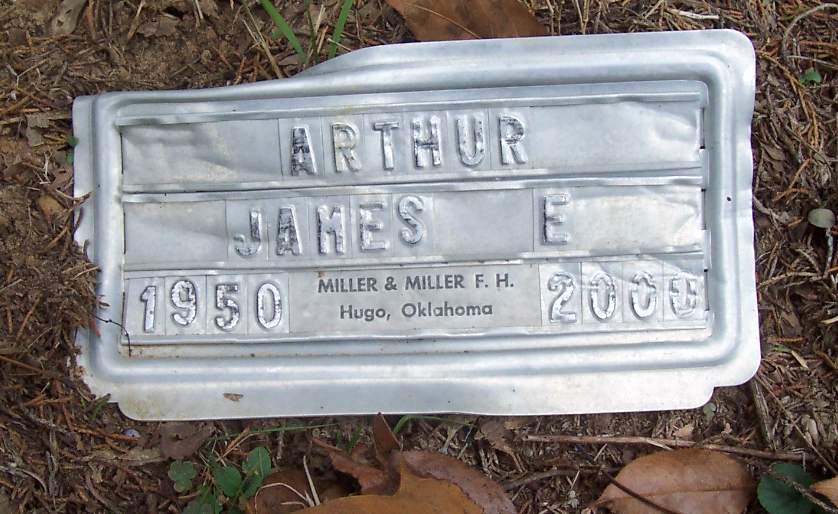 ARTHUR
JAMES E
1950 MILLER & MILLER F. H. 2000
Hugo, Oklahoma